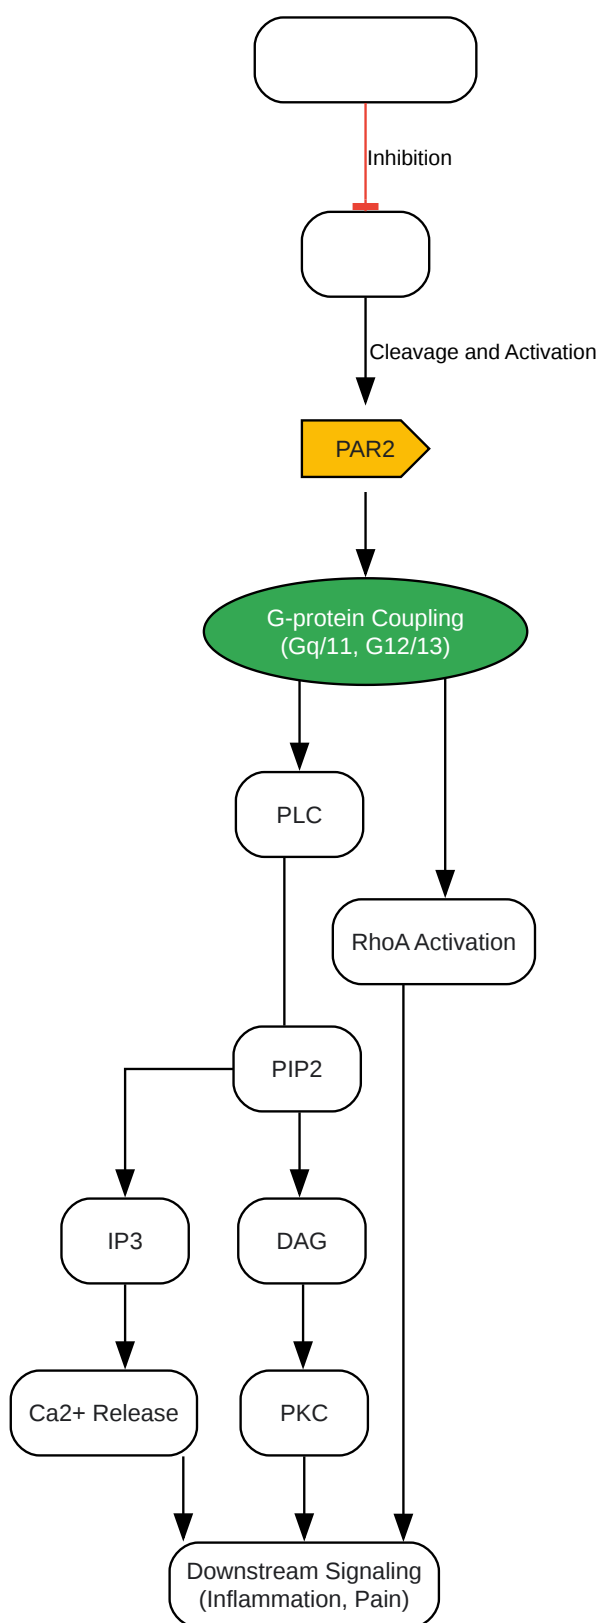 Inhibition
Cleavage and Activation
PAR2
G-protein Coupling
(Gq/11, G12/13)
PLC
RhoA Activation
PIP2
IP3
DAG
Ca2+ Release
PKC
Downstream Signaling
(Inflammation, Pain)